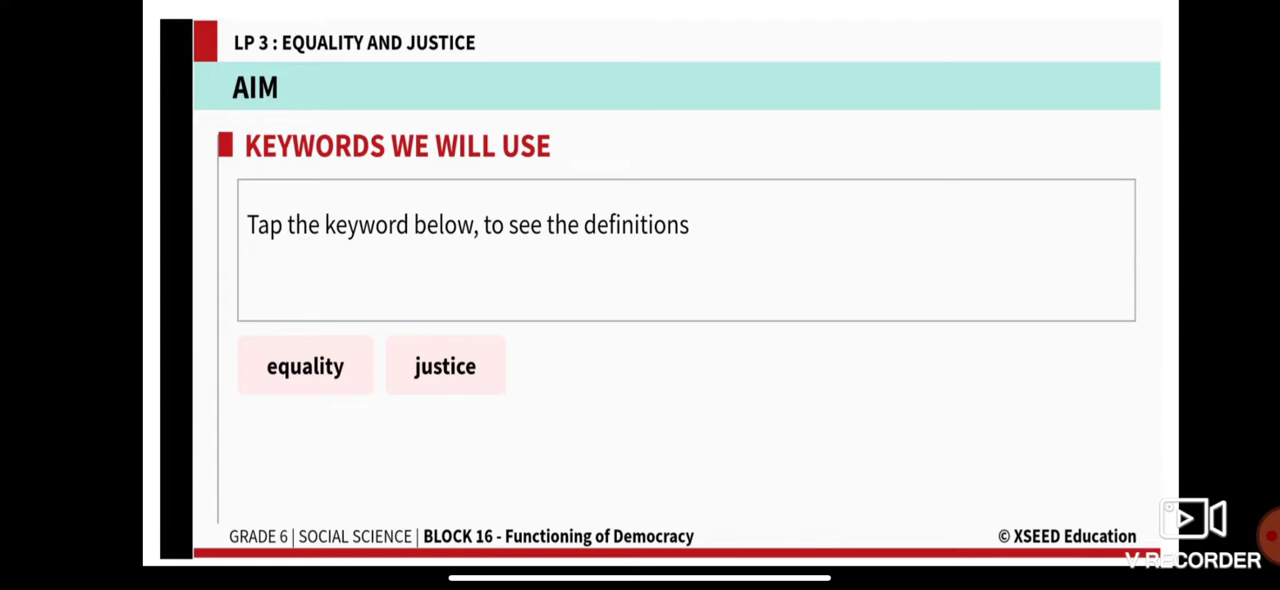 LP 3 : EQUALITY AND JUSTICE
AIM
KEYWORDS WE WILL USE
Tap the keyword below, to see the definitions
equality justice
GRADE 6 | SOCIAL SCIENCE | BLOCK 16 - Functioning of Democracy © XSEED Education
V RECORDER